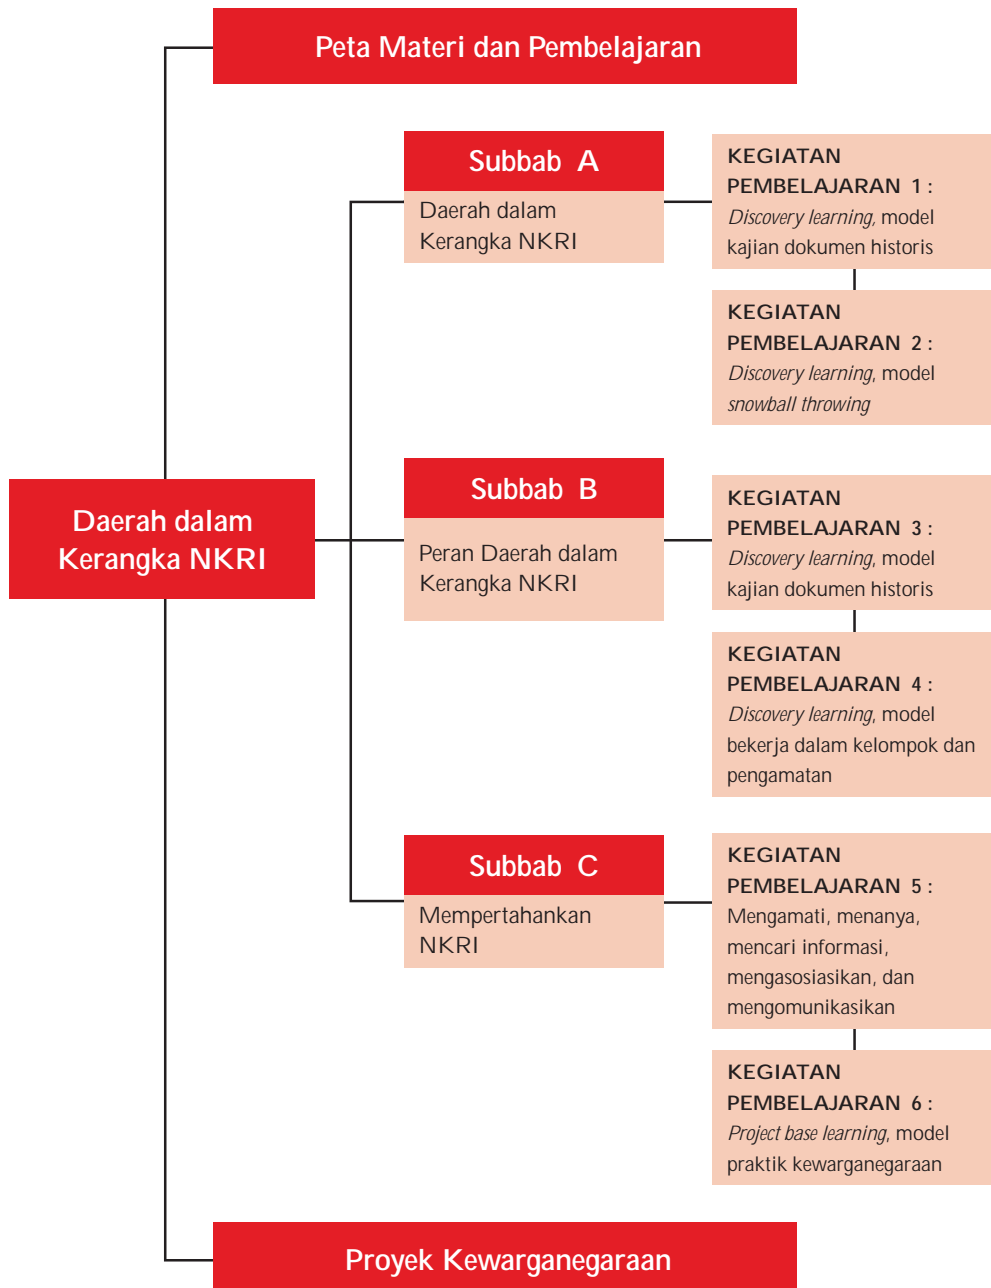 Peta Materi dan Pembelajaran
Subbab A
Daerah dalam
Kerangka NKRI
KEGIATAN
PEMBELAJARAN 1 :
Discovery learning, model
kajian dokumen historis
KEGIATAN
PEMBELAJARAN 2 :
Discovery learning, model
snowball throwing
Daerah dalam
Kerangka NKRI
Subbab B
Peran Daerah dalam
Kerangka NKRI
KEGIATAN
PEMBELAJARAN 3 :
Discovery learning, model
kajian dokumen historis
KEGIATAN
PEMBELAJARAN 4 :
Discovery learning, model
bekerja dalam kelompok dan
pengamatan
Subbab C
Mempertahankan
NKRI
KEGIATAN
PEMBELAJARAN 5 :
Mengamati, menanya,
mencari informasi,
mengasosiasikan, dan
mengomunikasikan
KEGIATAN
PEMBELAJARAN 6 :
Project base learning, model
praktik kewarganegaraan
Proyek Kewarganegaraan